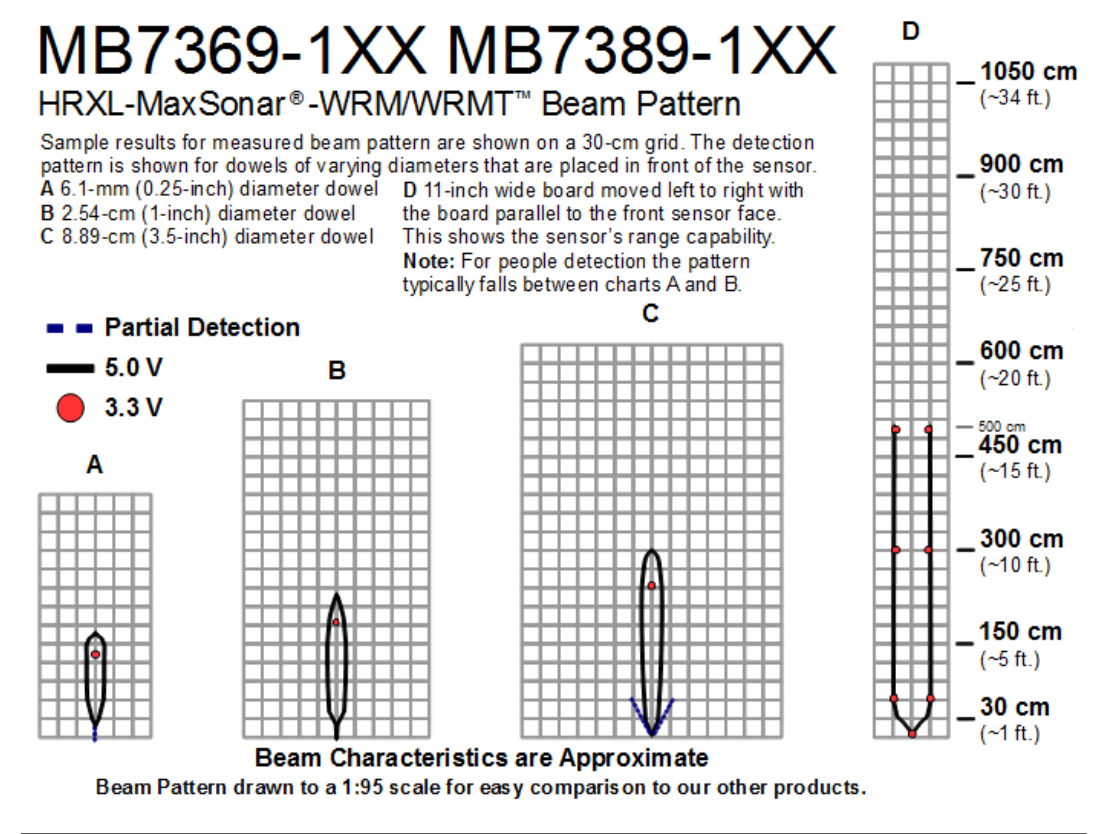 MB7369-1XX MB7389-1XX
HRXL-MaxSonar®-WRM/WRMT™ Beam Pattern
Sample results for measured beam pattern are shown on a 30-cm grid. The detection
pattern is shown for dowels of varying diameters that are placed in front of the sensor.
A 6.1-mm (0.25-inch) diameter dowel
B 2.54-cm (1-inch) diameter dowel
C 8.89-cm (3.5-inch) diameter dowel
D 11-inch wide board moved left to right with
the board parallel to the front sensor face.
This shows the sensor's range capability.
Note: For people detection the pattern
typically falls between charts A and B.
Partial Detection
5.0 V
3.3 V
A
B
C
D
1050 cm
(~34 ft.)
900 cm
(~30 ft.)
750 cm
(~25 ft.)
600 cm
(~20 ft.)
500 cm
450 cm
(~15 ft.)
300 cm
(~10 ft.)
150 cm
(~5 ft.)
30 cm
(~1 ft.)
Beam Characteristics are Approximate
Beam Pattern drawn to a 1:95 scale for easy comparison to our other products.